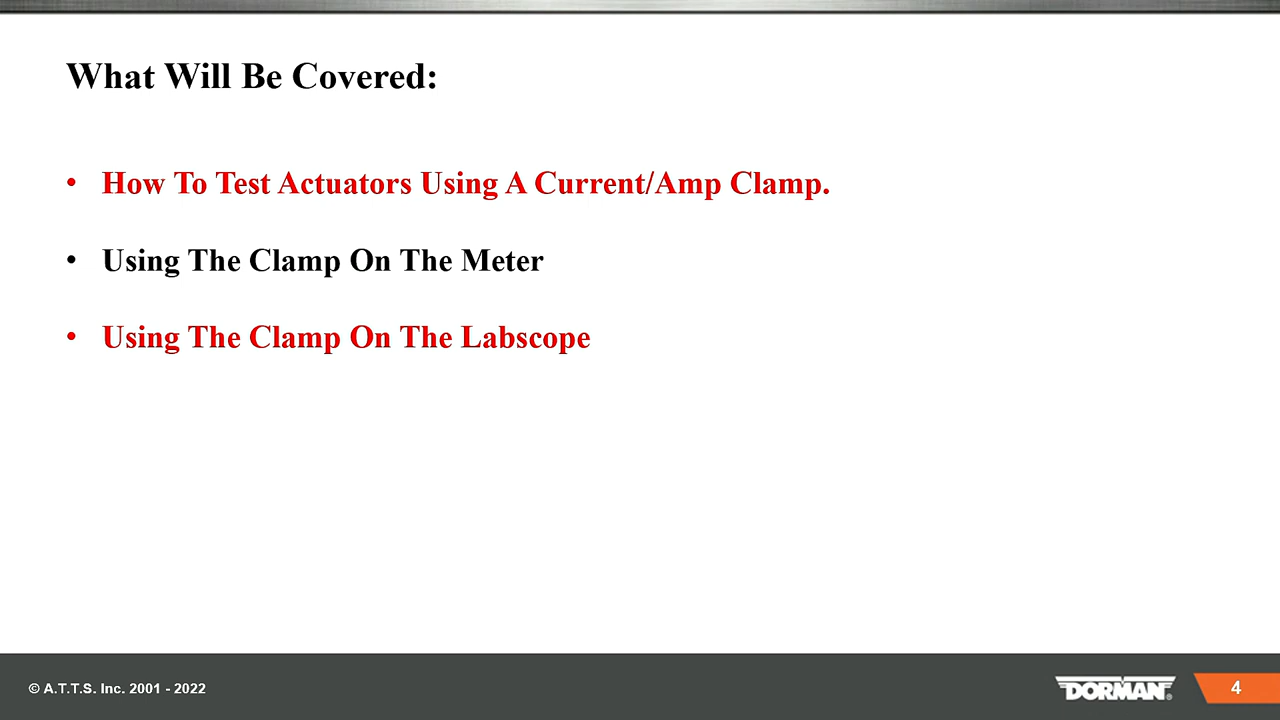 What Will Be Covered:
• How To Test Actuators Using A Current/Amp Clamp.
• Using The Clamp On The Meter
• Using The Clamp On The Labscope
© A.T.T.S. Inc. 2001 - 2022
DORMAN®
4